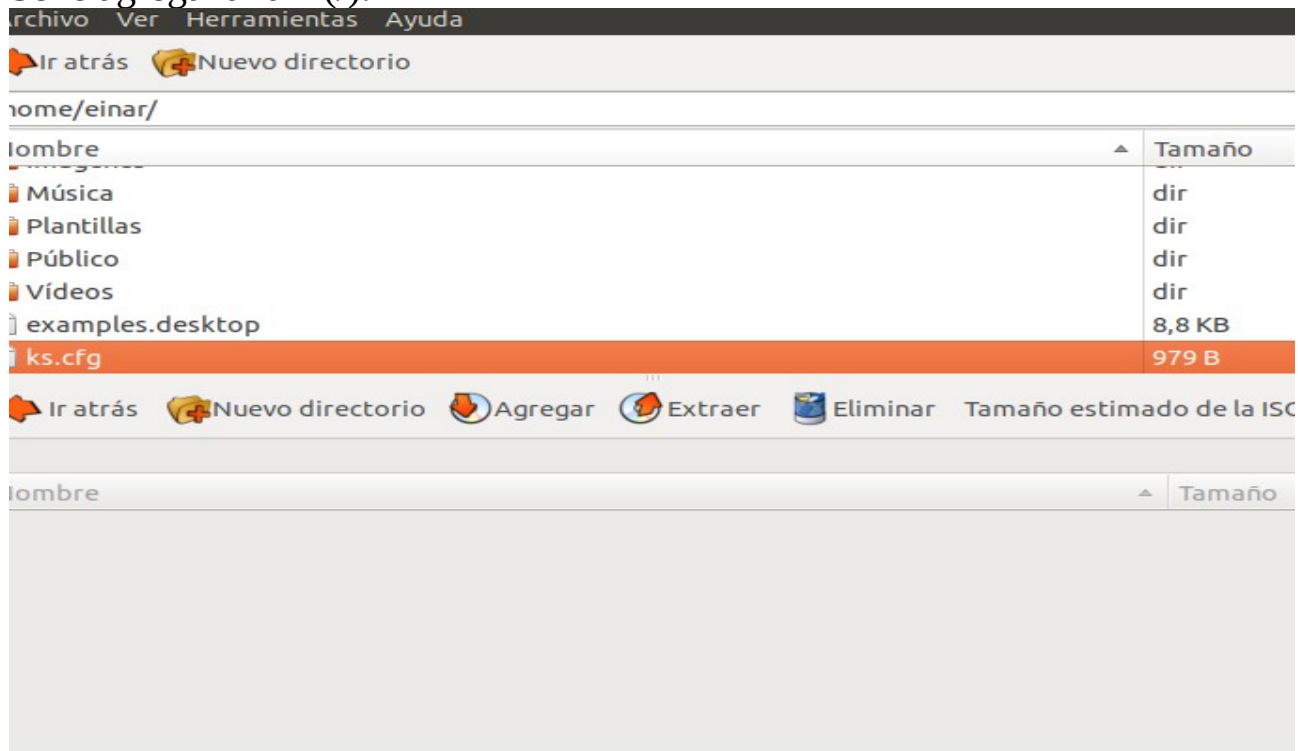 Archivo Ver Herramientas Ayuda
Ir atrás Nuevo directorio
home/einar/
Nombre Tamaño
Música dir
Plantillas dir
Público dir
Vídeos dir
examples.desktop 8,8 KB
ks.cfg 979 B
Ir atrás Nuevo directorio Agregar Extraer Eliminar Tamaño estimado de la ISO
Nombre Tamaño